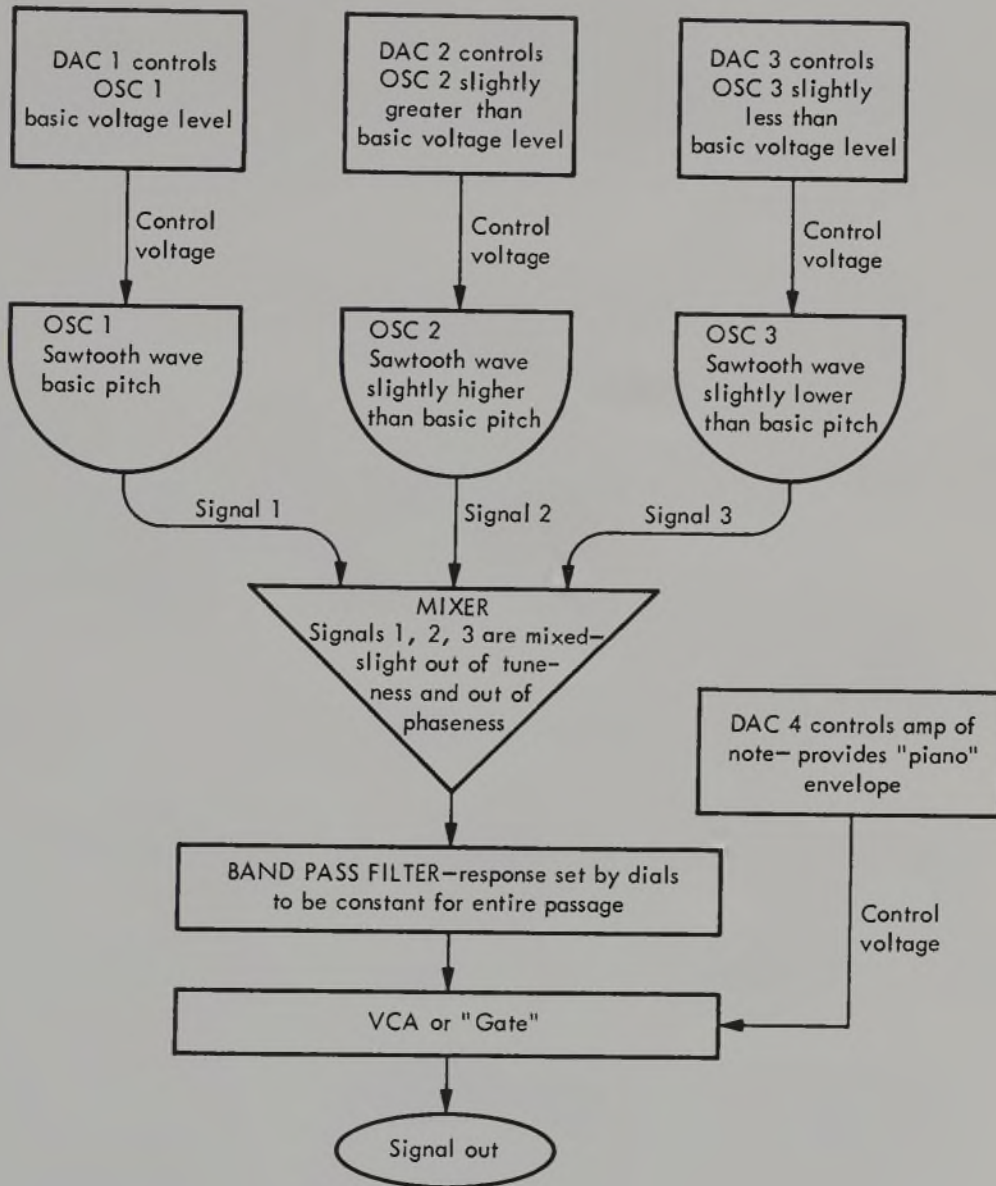 DAC 1 controls
OSC 1
basic voltage level
DAC 2 controls
OSC 2 slightly
greater than
basic voltage level
DAC 3 controls
OSC 3 slightly
less than
basic voltage level
Control
voltage
Control
voltage
Control
voltage
OSC 1
Sawtooth wave
basic pitch
OSC 2
Sawtooth wave
slightly higher
than basic pitch
OSC 3
Sawtooth wave
slightly lower
than basic pitch
Signal 1
Signal 2
Signal 3
MIXER
Signals 1, 2, 3 are mixed—
slight out of tune-
ness and out of
phaseness
DAC 4 controls amp of
note— provides "piano"
envelope
BAND PASS FILTER—response set by dials
to be constant for entire passage
Control
voltage
VCA or "Gate"
Signal out